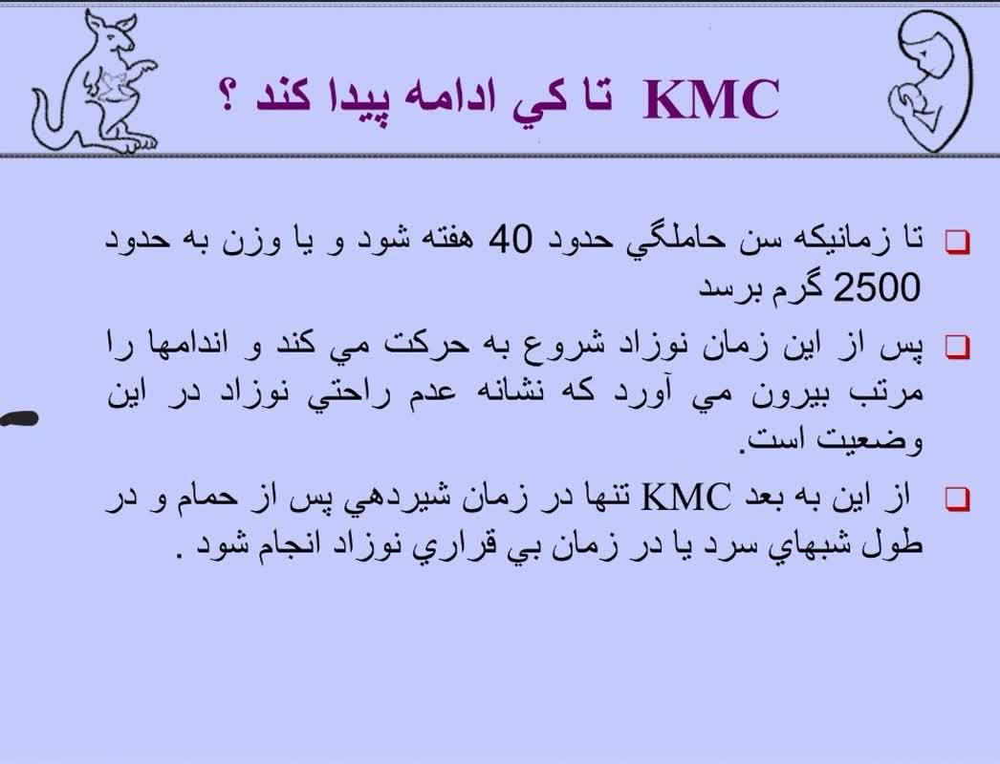 KMC تا كي ادامه پيدا كند ؟
تا زمانيكه سن حاملگي حدود 40 هفته شود و يا وزن به حدود
2500 گرم برسد
پس از اين زمان نوزاد شروع به حركت مي كند و اندامها را
مرتب بيرون مي آورد كه نشانه عدم راحتي نوزاد در اين
وضعيت است.
از اين به بعد KMC تنها در زمان شيردهي پس از حمام و در
طول شبهاي سرد يا در زمان بي قراري نوزاد انجام شود .